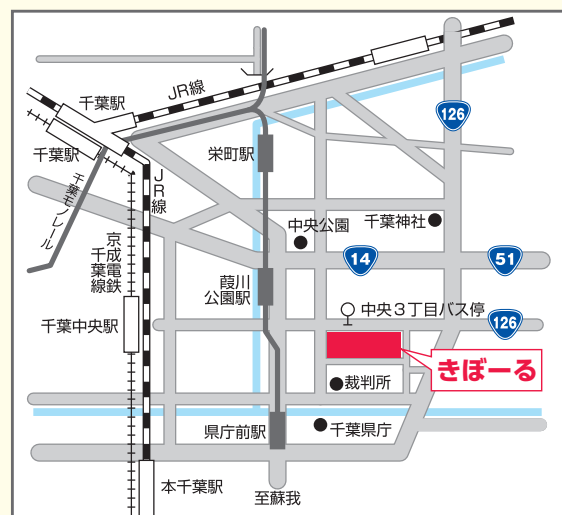 JR線
千葉駅
126
千葉駅
栄町駅
JR線
千葉モノレール
中央公園
千葉神社
京成電鉄
千葉線
14
51
葭川
公園駅
中央3丁目バス停
千葉中央駅
126
きぼーる
裁判所
県庁前駅
千葉県庁
本千葉駅
至蘇我